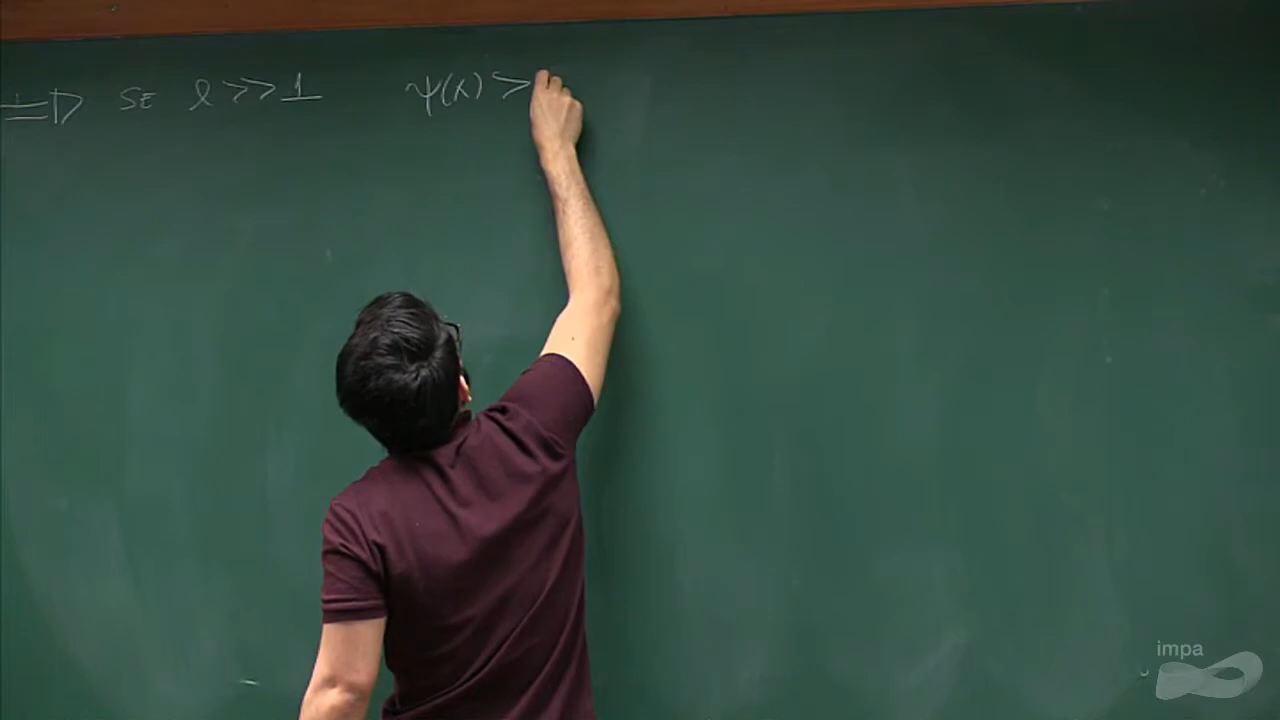 ⟹ SE l >> 1 ψ(x) >
impa